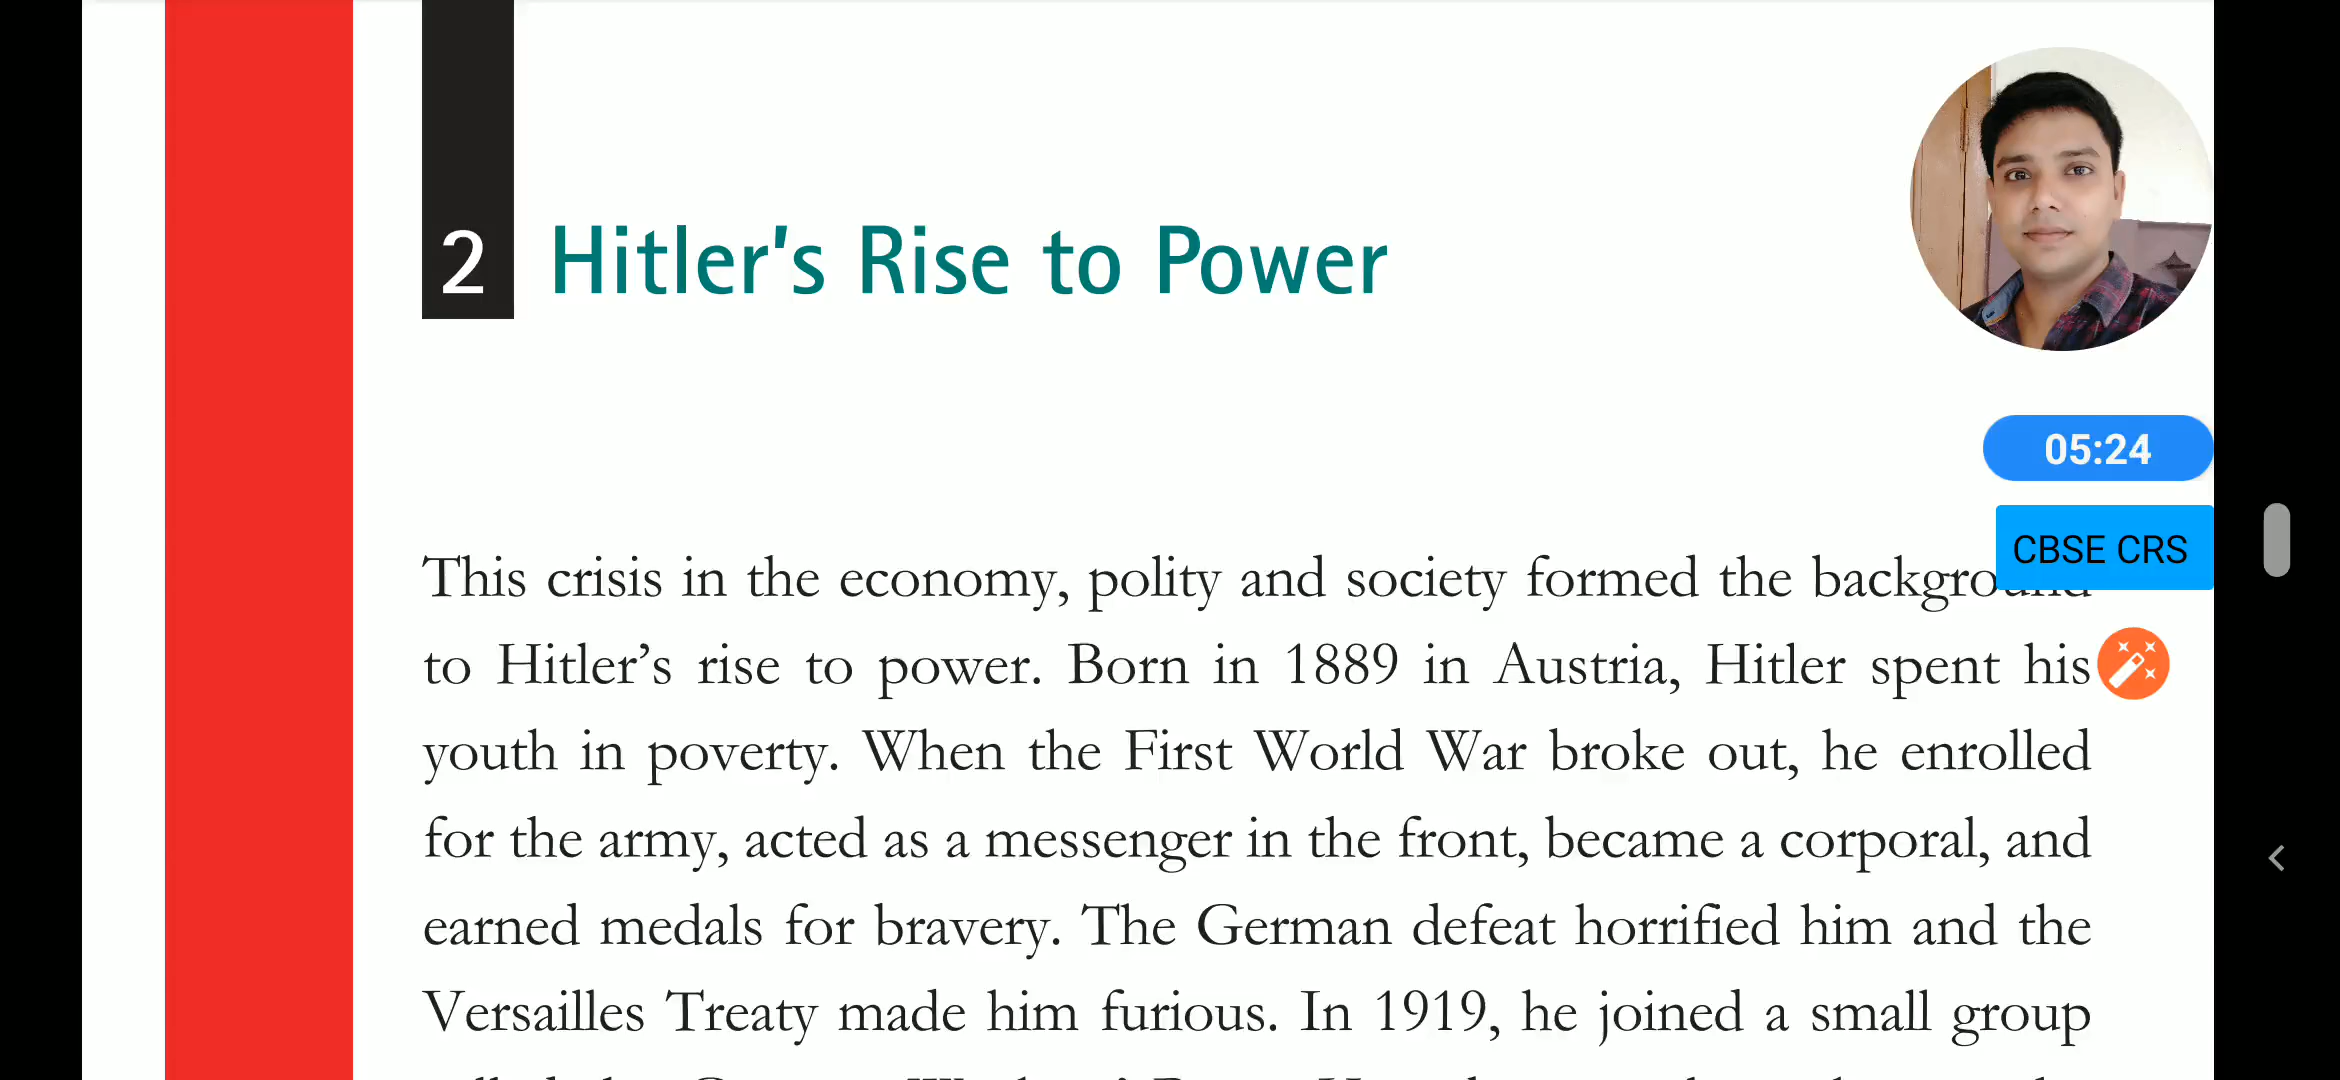 2 Hitler's Rise to Power
05:24
CBSE CRS
This crisis in the economy, polity and society formed the background
to Hitler's rise to power. Born in 1889 in Austria, Hitler spent his
youth in poverty. When the First World War broke out, he enrolled
for the army, acted as a messenger in the front, became a corporal, and
earned medals for bravery. The German defeat horrified him and the
Versailles Treaty made him furious. In 1919, he joined a small group